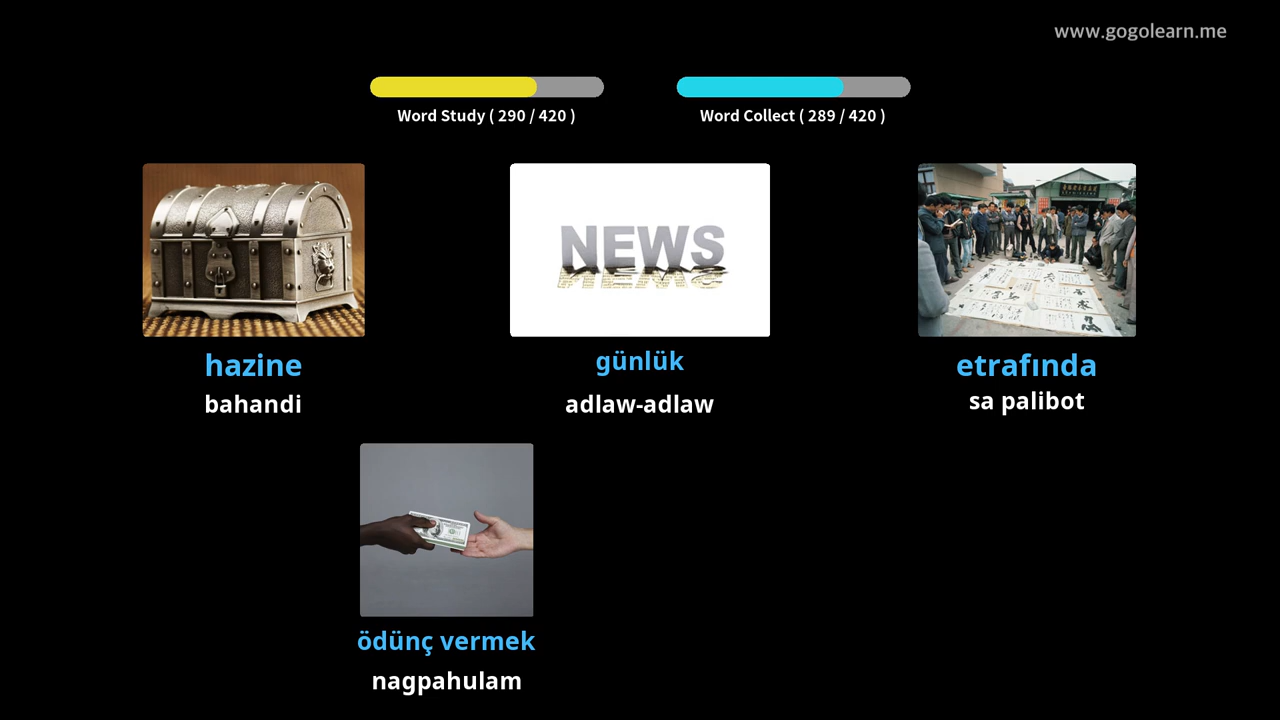 www.gogolearn.me
Word Study ( 290 / 420 )
Word Collect ( 289 / 420 )
NEWS
hazine
bahandi
günlük
adlaw-adlaw
etrafında
sa palibot
ödünç vermek
nagpahulam